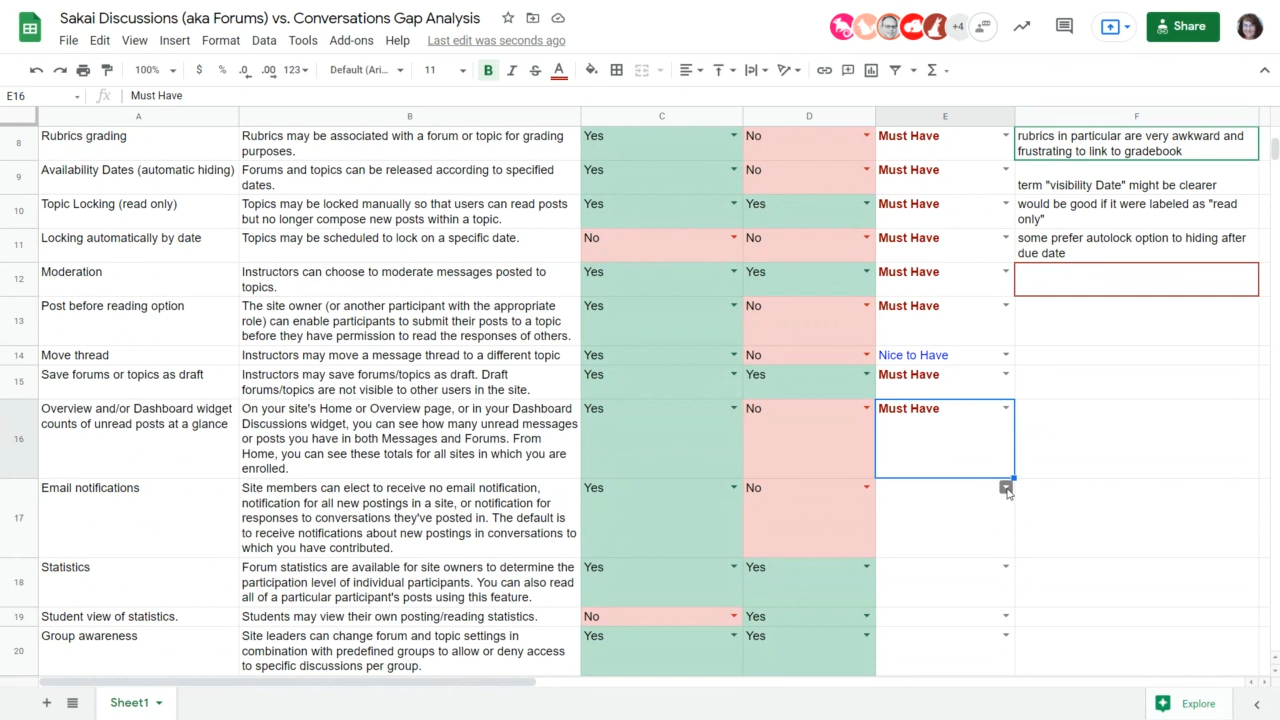 Sakai Discussions (aka Forums) vs. Conversations Gap Analysis
+4
Share
File Edit View Insert Format Data Tools Add-ons Help Last edit was seconds ago
100% $ % .0 .00 123 Default (Ari... 11 B I S A
E16 fx Must Have
A B C D E F
8 Rubrics grading
Rubrics may be associated with a forum or topic for grading
purposes.
Yes No Must Have
rubrics in particular are very awkward and
frustrating to link to gradebook
9 Availability Dates (automatic hiding)
Forums and topics can be released according to specified
dates.
Yes No Must Have
term "visibility Date" might be clearer
10 Topic Locking (read only)
Topics may be locked manually so that users can read posts
but no longer compose new posts within a topic.
Yes Yes Must Have
would be good if it were labeled as "read
only"
11 Locking automatically by date
Topics may be scheduled to lock on a specific date.
No No Must Have
some prefer autolock option to hiding after
due date
12 Moderation
Instructors can choose to moderate messages posted to
topics.
Yes Yes Must Have
13 Post before reading option
The site owner (or another participant with the appropriate
role) can enable participants to submit their posts to a topic
before they have permission to read the responses of others.
Yes No Must Have
14 Move thread
Instructors may move a message thread to a different topic
Yes No Nice to Have
15 Save forums or topics as draft
Instructors may save forums/topics as draft. Draft
forums/topics are not visible to other users in the site.
Yes Yes Must Have
16 Overview and/or Dashboard widget
counts of unread posts at a glance
On your site's Home or Overview page, or in your Dashboard
Discussions widget, you can see how many unread messages
or posts you have in both Messages and Forums. From
Home, you can see these totals for all sites in which you are
enrolled.
Yes No Must Have
17 Email notifications
Site members can elect to receive no email notification,
notification for all new postings in a site, or notification for
responses to conversations they've posted in. The default is
to receive notifications about new postings in conversations to
which you have contributed.
Yes No
18 Statistics
Forum statistics are available for site owners to determine the
participation level of individual participants. You can also read
all of a particular participant's posts using this feature.
Yes Yes
19 Student view of statistics.
Students may view their own posting/reading statistics.
No Yes
20 Group awareness
Site leaders can change forum and topic settings in
combination with predefined groups to allow or deny access
to specific discussions per group.
Yes Yes
Sheet1
Explore